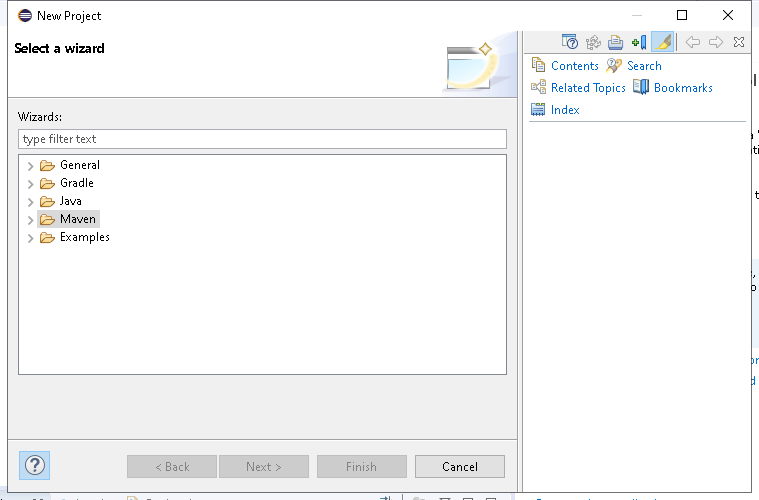 New Project
Select a wizard
Wizards:
type filter text
General
Gradle
Java
Maven
Examples
< Back
Next >
Finish
Cancel
Contents
Search
Related Topics
Bookmarks
Index